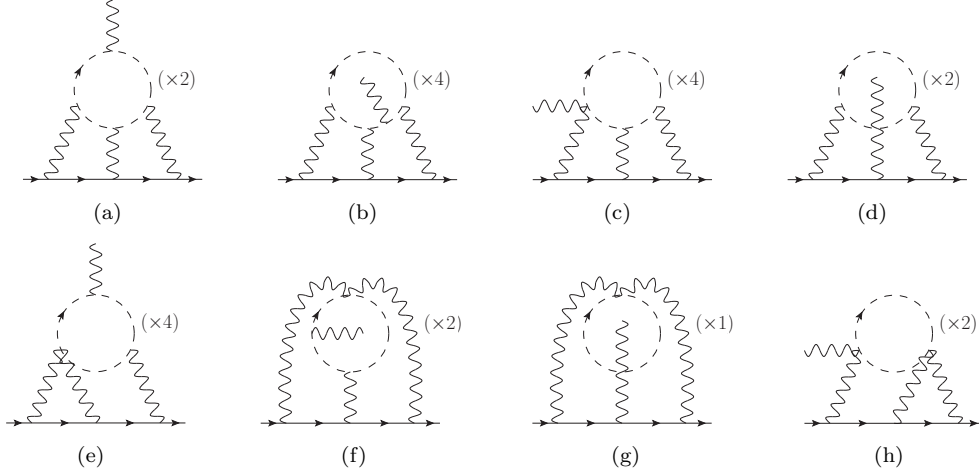 (×2) (×4) (×4) (×2)
(a) (b) (c) (d)
(×4) (×2) (×1) (×2)
(e) (f) (g) (h)